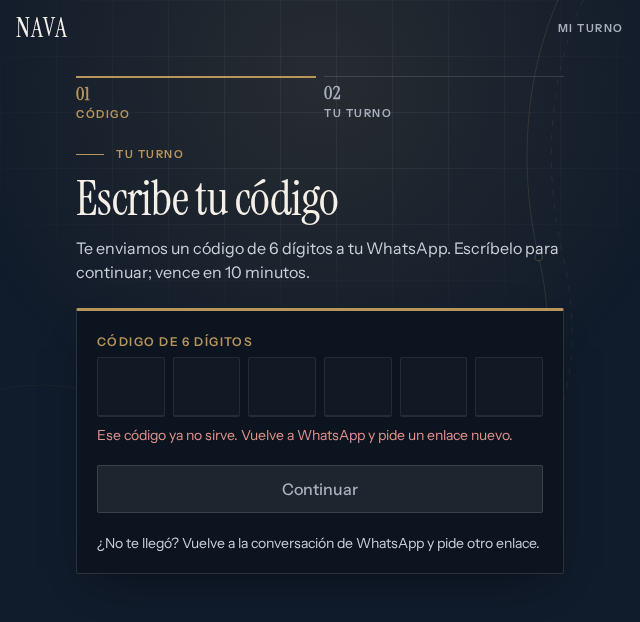 NAVA
MI TURNO
01
CÓDIGO
02
TU TURNO
TU TURNO
Escribe tu código
Te enviamos un código de 6 dígitos a tu WhatsApp. Escríbelo para
continuar; vence en 10 minutos.
CÓDIGO DE 6 DÍGITOS
Ese código ya no sirve. Vuelve a WhatsApp y pide un enlace nuevo.
Continuar
¿No te llegó? Vuelve a la conversación de WhatsApp y pide otro enlace.